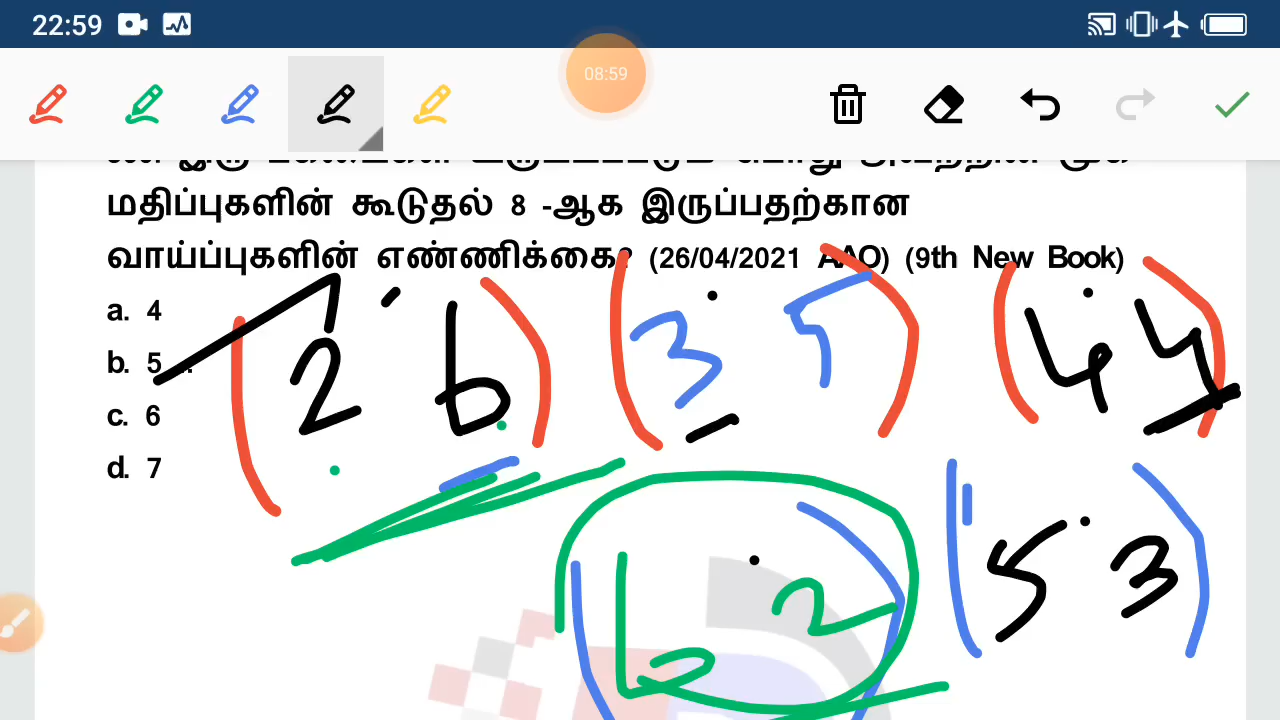 22:59
08:59
மதிப்புகளின் கூடுதல் 8 -ஆக இருப்பதற்கான
வாய்ப்புகளின் எண்ணிக்கை? (26/04/2021 AAO) (9th New Book)
a. 4
b. 5
c. 6
d. 7
(2, 6) (3, 5) (4, 4)
(6, 2) (5, 3)